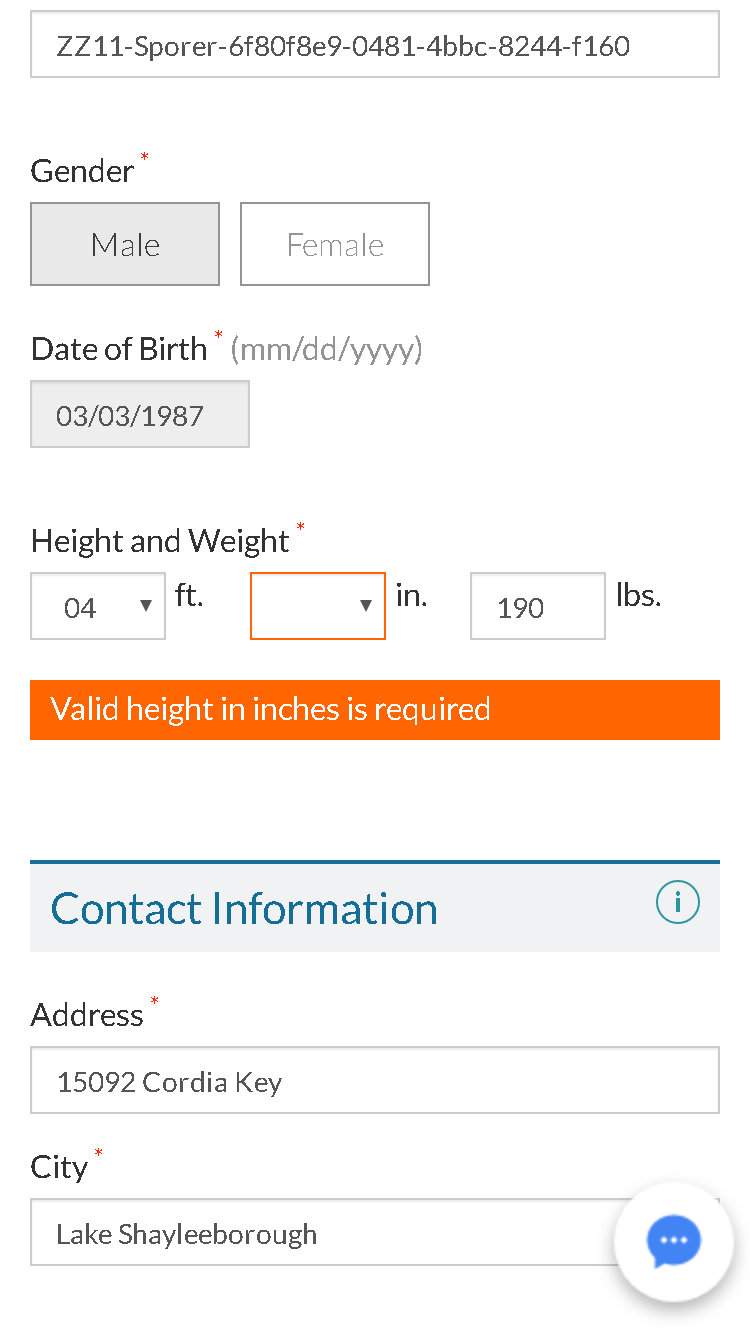 ZZ11-Sporer-6f80f8e9-0481-4bbc-8244-f160
Gender *
Male Female
Date of Birth * (mm/dd/yyyy)
03/03/1987
Height and Weight *
04 ft. in. 190 lbs.
Valid height in inches is required
Contact Information i
Address *
15092 Cordia Key
City *
Lake Shayleeborough